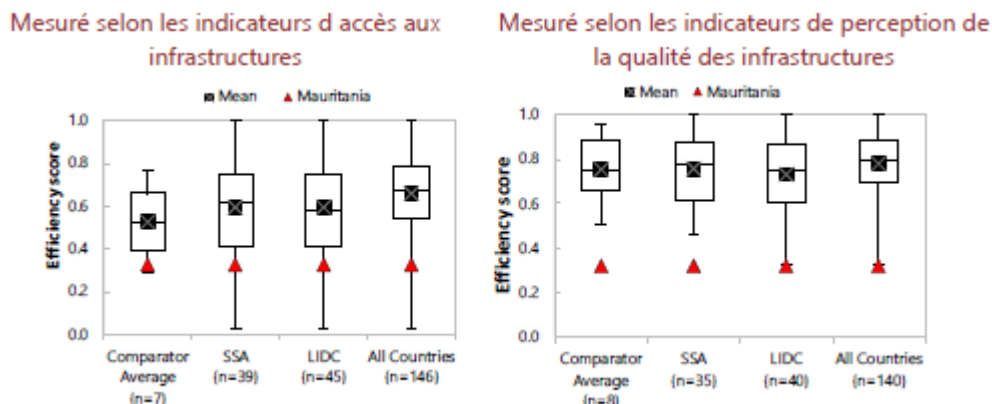 Mesuré selon les indicateurs d accès aux
infrastructures
Mean Mauritania
Efficiency score
1.0
0.8
0.6
0.4
0.2
0.0
Comparator
Average
(n=7)
SSA
(n=39)
LIDC
(n=45)
All Countries
(n=146)
Mesuré selon les indicateurs de perception de
la qualité des infrastructures
Mean Mauritania
Efficiency score
1.0
0.8
0.6
0.4
0.2
0.0
Comparator
Average
(n=8)
SSA
(n=35)
LIDC
(n=40)
All Countries
(n=140)